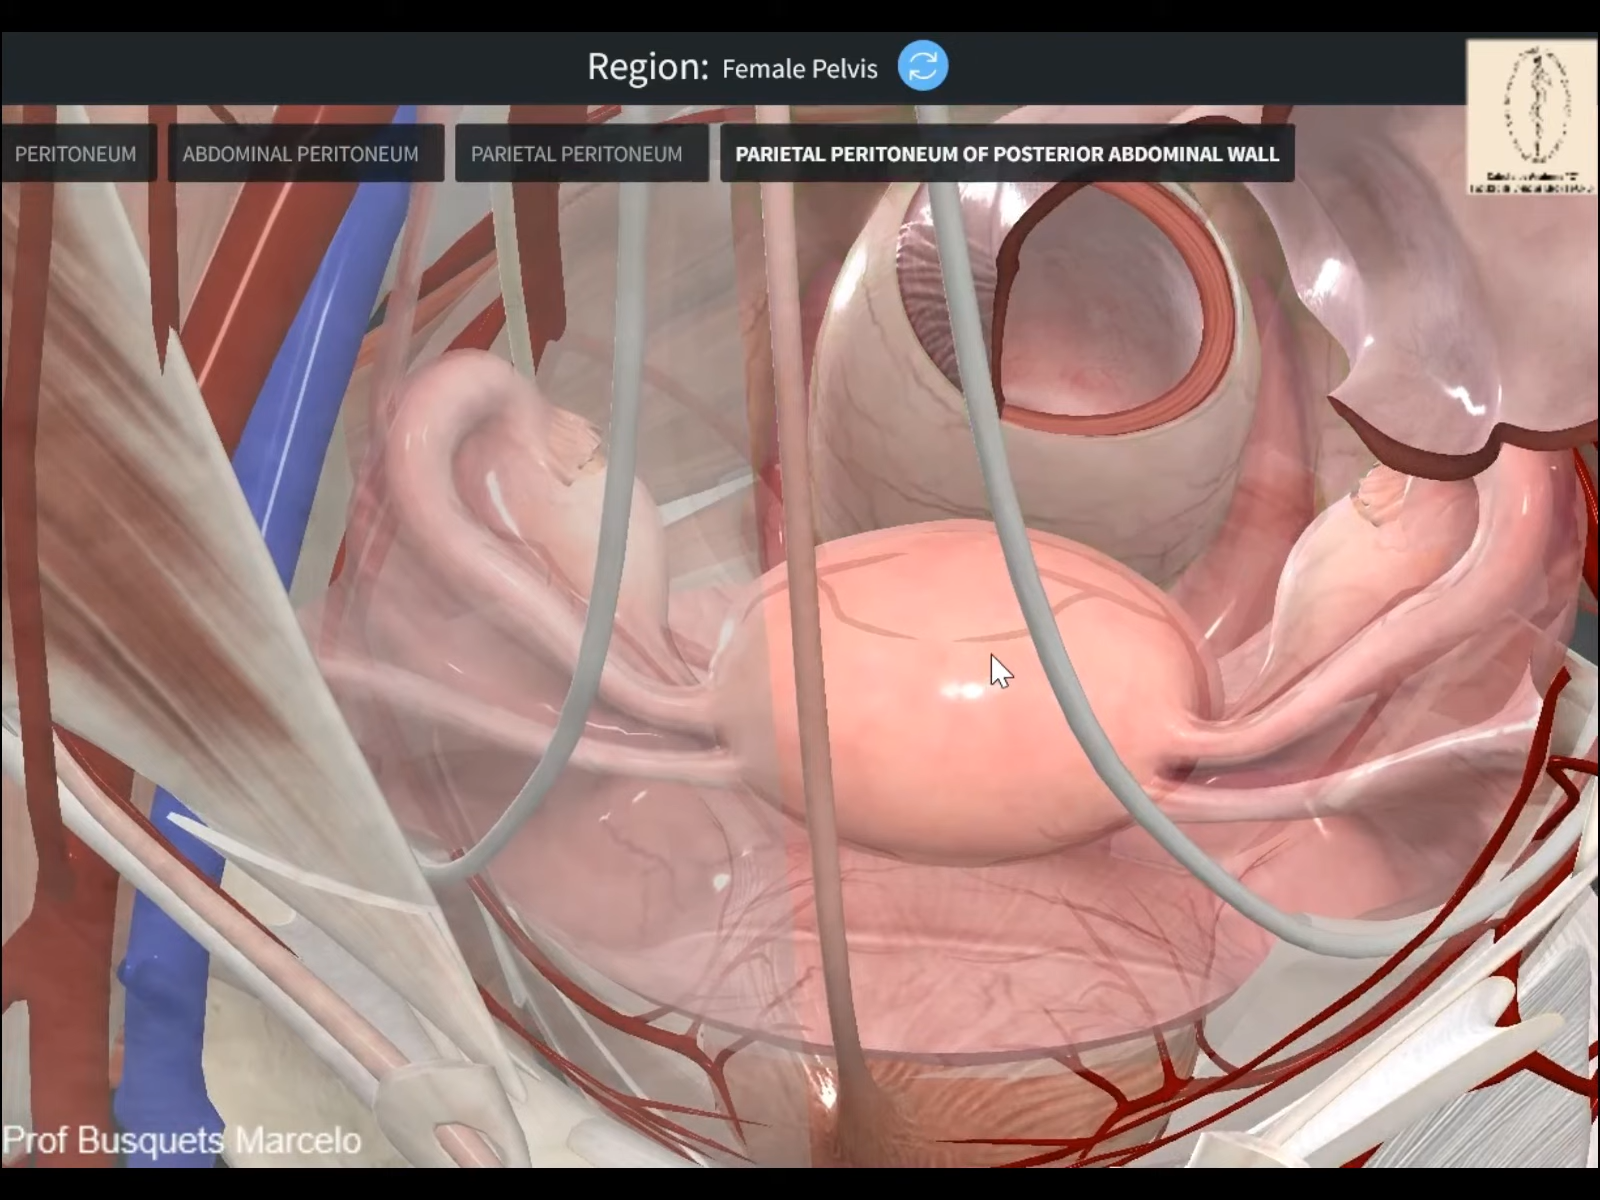 Region: Female Pelvis
PERITONEUM
ABDOMINAL PERITONEUM
PARIETAL PERITONEUM
PARIETAL PERITONEUM OF POSTERIOR ABDOMINAL WALL
Prof Busquets Marcelo